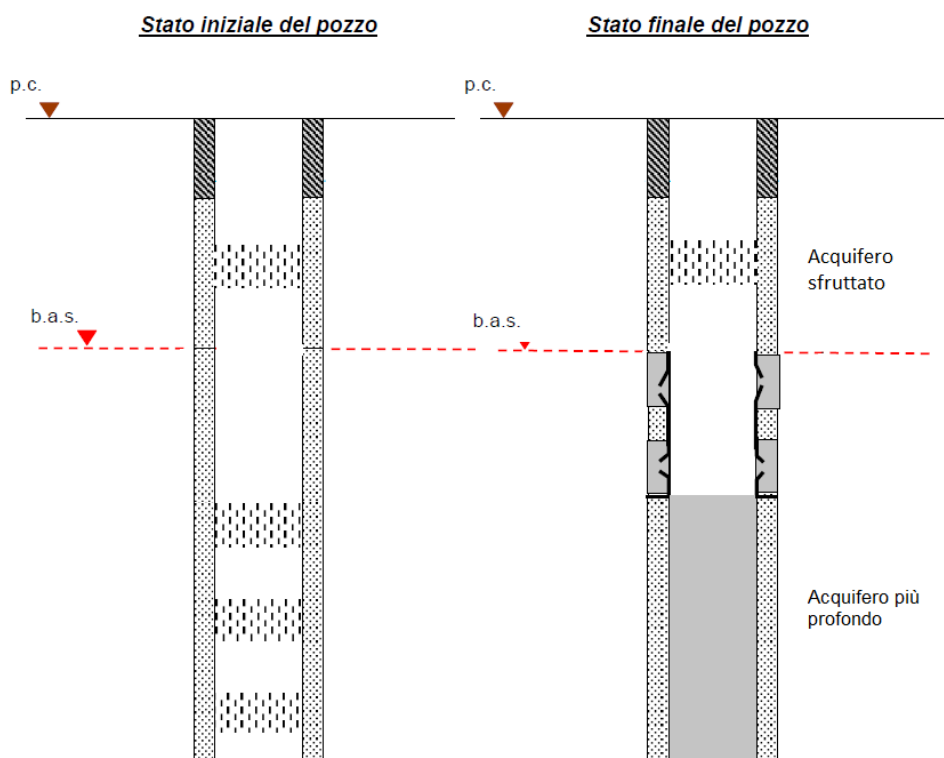 Stato iniziale del pozzo
Stato finale del pozzo
p.c.
p.c.
Acquifero
sfruttato
b.a.s.
b.a.s.
Acquifero più
profondo